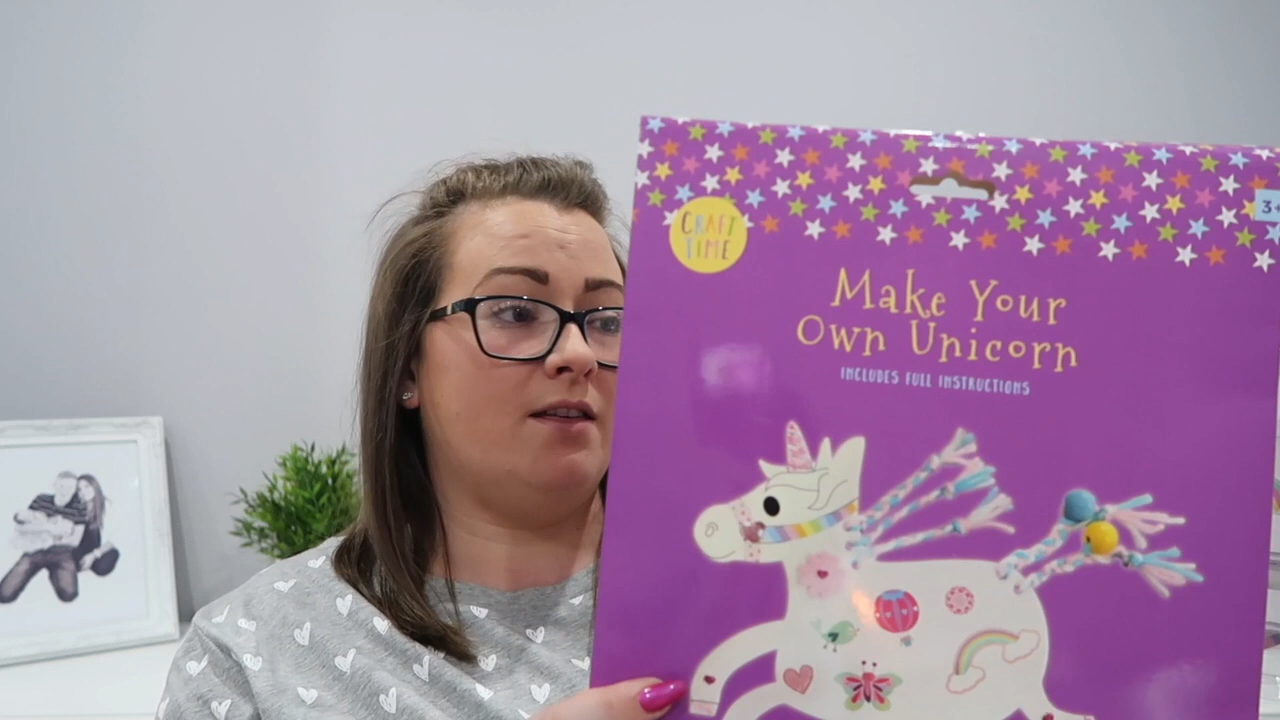 CRAFT
TIME
3+
Make Your
Own Unicorn
INCLUDES FULL INSTRUCTIONS